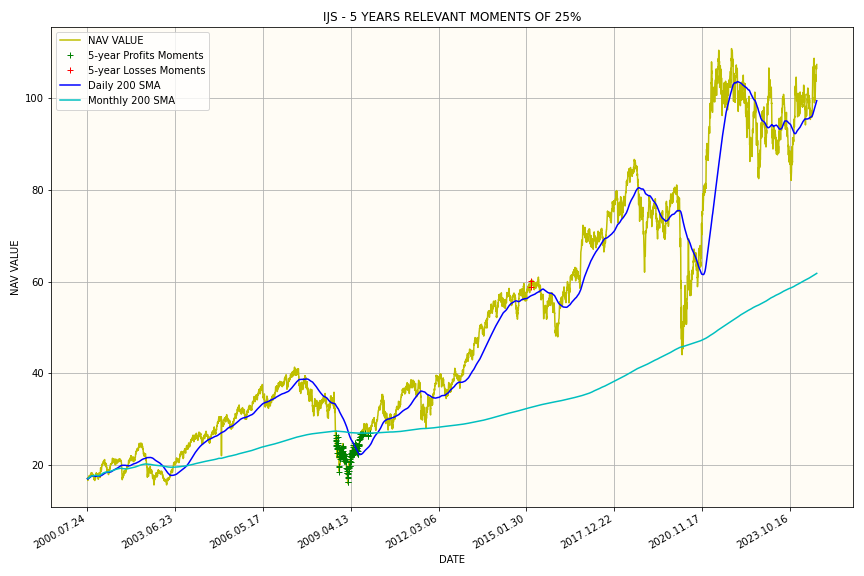 IJS - 5 YEARS RELEVANT MOMENTS OF 25%
NAV VALUE
5-year Profits Moments
5-year Losses Moments
Daily 200 SMA
Monthly 200 SMA
NAV VALUE
100
80
60
40
20
2000.07.24
2003.06.23
2006.05.17
2009.04.13
2012.03.06
2015.01.30
2017.12.22
2020.11.17
2023.10.16
DATE